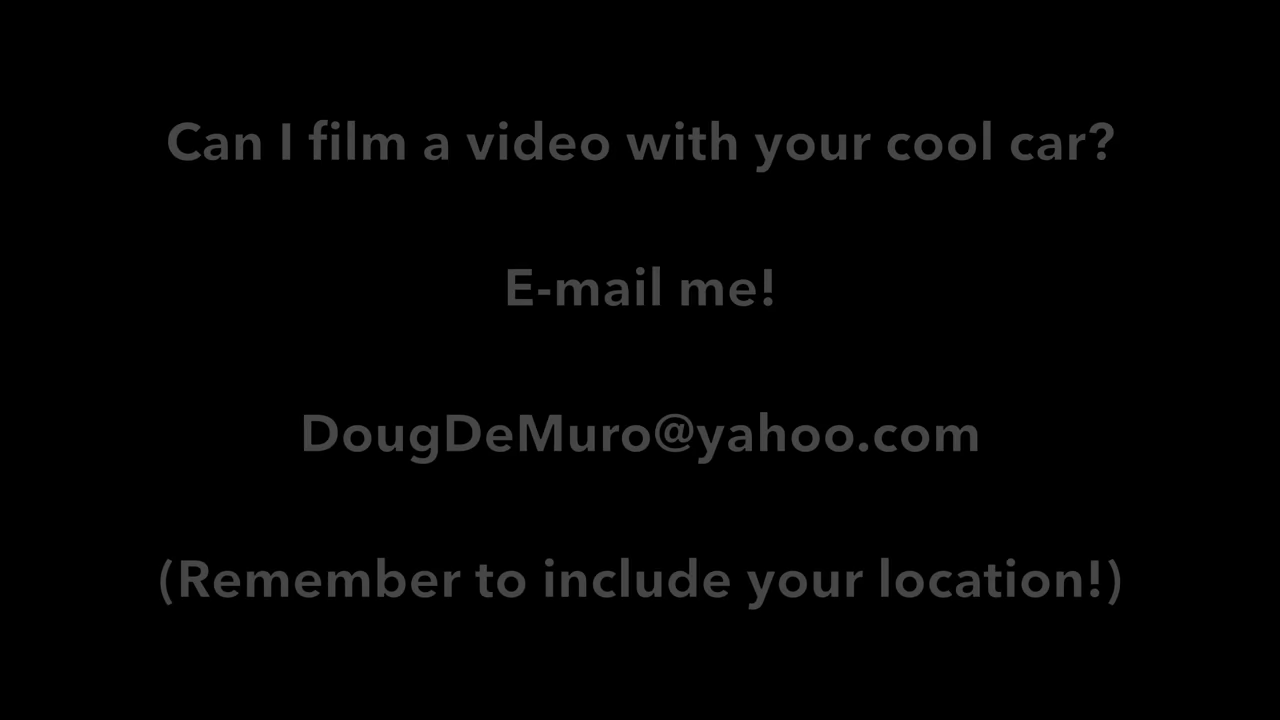 Can I film a video with your cool car?
E-mail me!
DougDeMuro@yahoo.com
(Remember to include your location!)